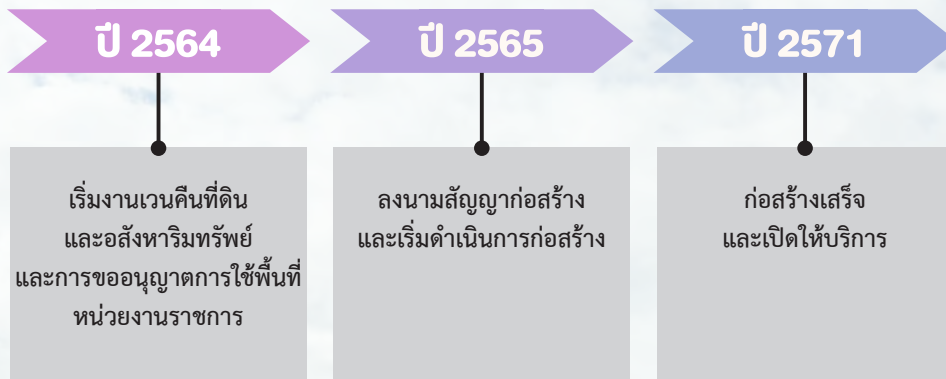 ปี 2564
เริ่มงานเวนคืนที่ดิน
และอสังหาริมทรัพย์
และการขออนุญาตการใช้พื้นที่
หน่วยงานราชการ
ปี 2565
ลงนามสัญญาก่อสร้าง
และเริ่มดำเนินการก่อสร้าง
ปี 2571
ก่อสร้างเสร็จ
และเปิดให้บริการ